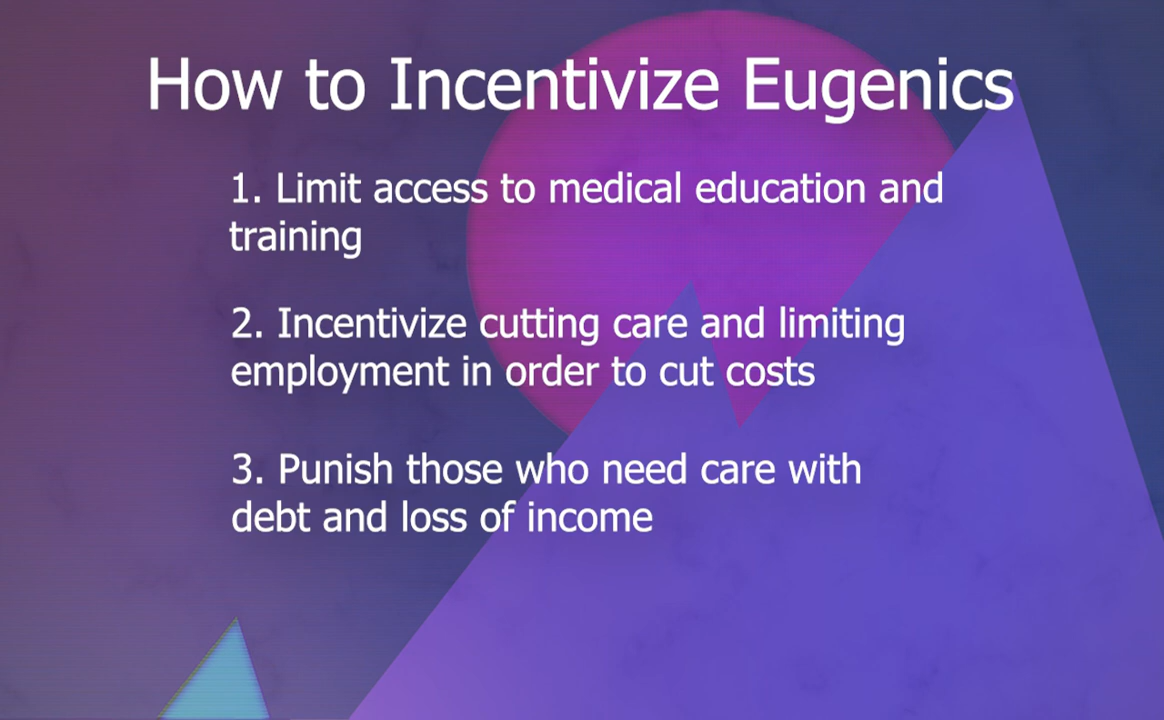 How to Incentivize Eugenics
1. Limit access to medical education and
training
2. Incentivize cutting care and limiting
employment in order to cut costs
3. Punish those who need care with
debt and loss of income